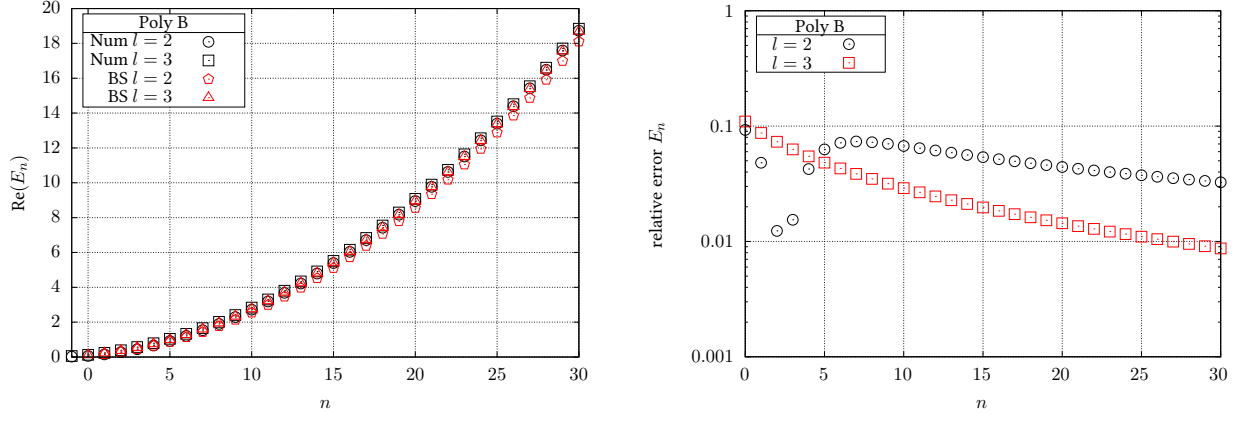 Poly B
Num l = 2
Num l = 3
BS l = 2
BS l = 3
20
18
16
14
12
10
8
6
4
2
0
Re(E_n)
0 5 10 15 20 25 30
n
Poly B
l = 2
l = 3
1
0.1
0.01
0.001
relative error E_n
0 5 10 15 20 25 30
n